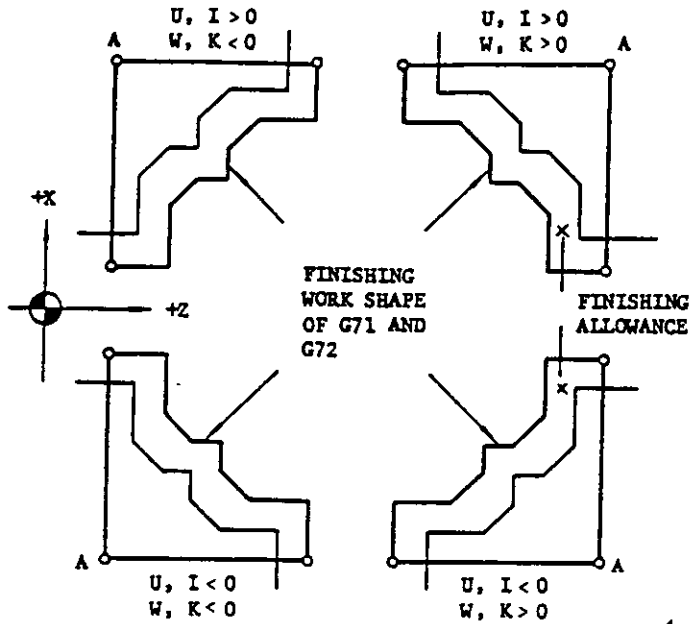 U, I > 0
W, K < 0
A
U, I > 0
W, K > 0
A
+X
+Z
FINISHING
WORK SHAPE
OF G71 AND
G72
FINISHING
ALLOWANCE
A
U, I < 0
W, K < 0
U, I < 0
W, K > 0
A